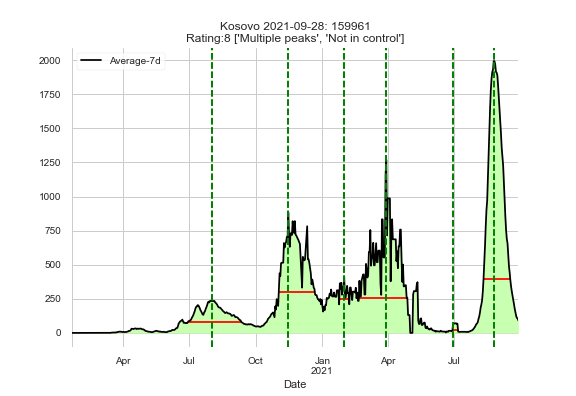 Kosovo 2021-09-28: 159961
Rating:8 ['Multiple peaks', 'Not in control']
Average-7d
2000
1750
1500
1250
1000
750
500
250
0
Apr Jul Oct Jan Apr Jul
2021
Date